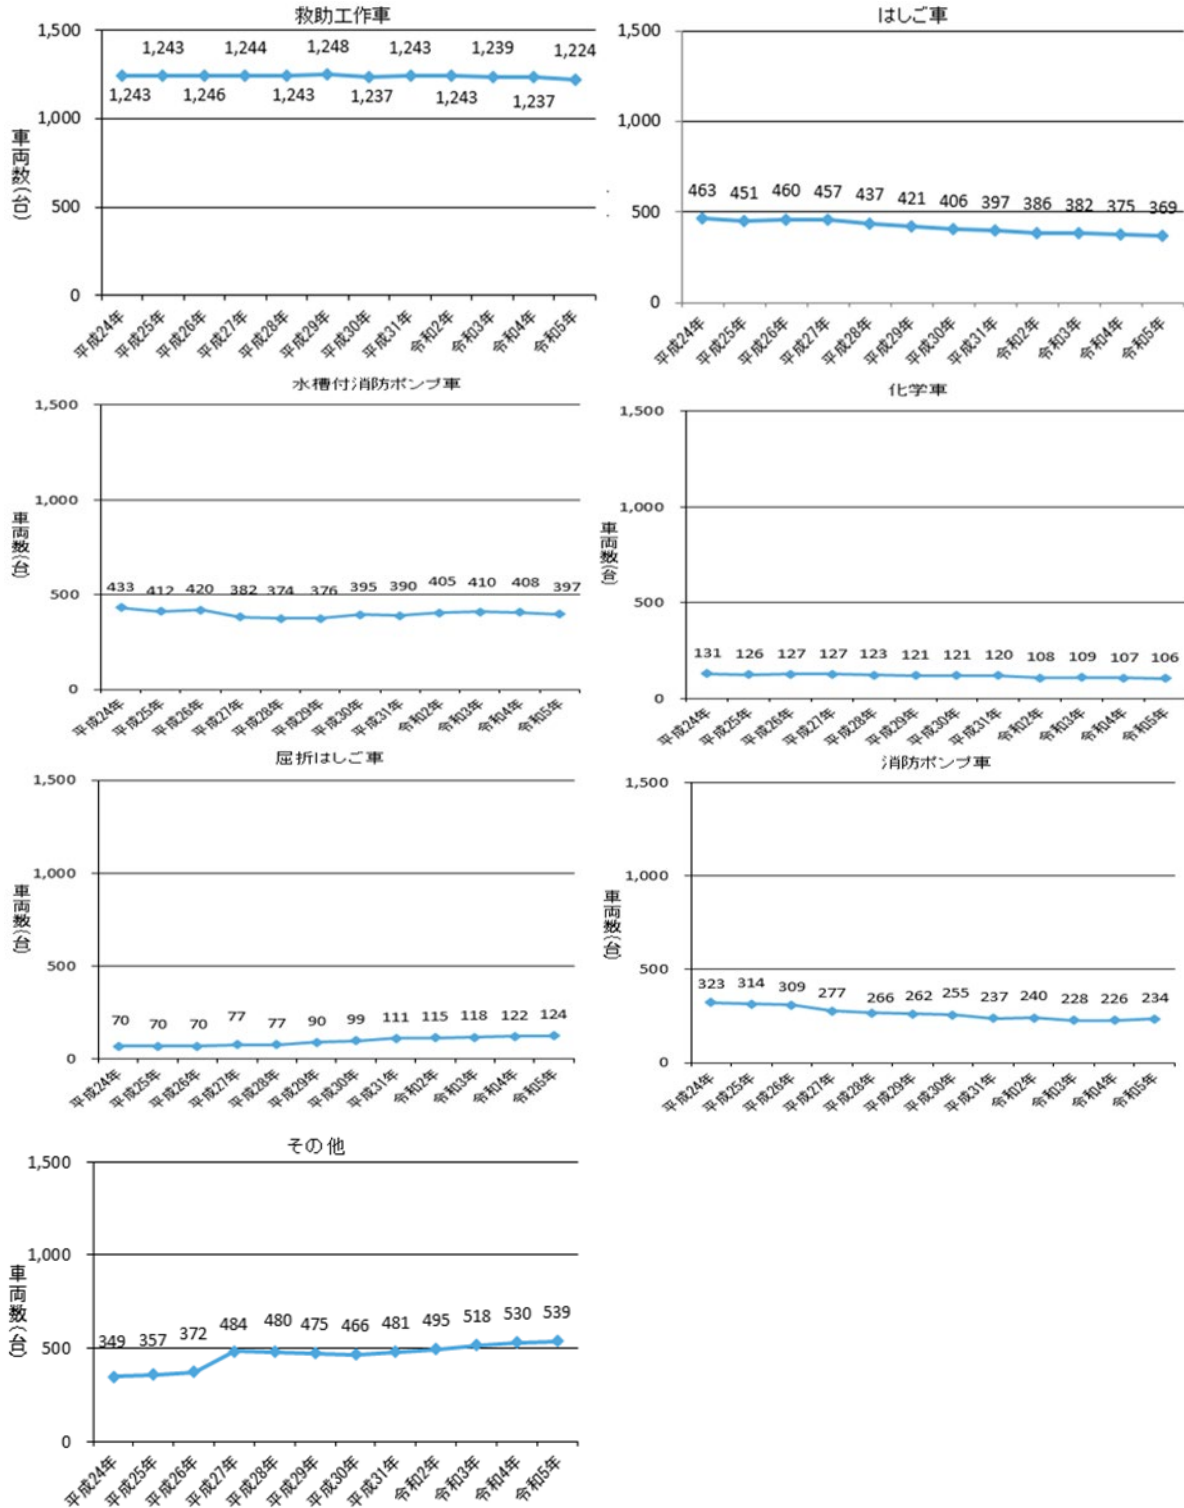 救助工作車
1,500
1,000
500
0
車両数(台)
1,243 1,244 1,248 1,243 1,239 1,224
1,243 1,246 1,243 1,237 1,243 1,237
平成24年 平成25年 平成26年 平成27年 平成28年 平成29年 平成30年 平成31年 令和2年 令和3年 令和4年 令和5年
はしご車
1,500
1,000
500
0
463 451 460 457 437 421 406 397 386 382 375 369
平成24年 平成25年 平成26年 平成27年 平成28年 平成29年 平成30年 平成31年 令和2年 令和3年 令和4年 令和5年
水槽付消防ポンプ車
1,500
1,000
500
0
車両数(台)
433 412 420 382 374 376 395 390 405 410 408 397
平成24年 平成25年 平成26年 平成27年 平成28年 平成29年 平成30年 平成31年 令和2年 令和3年 令和4年 令和5年
化学車
1,500
1,000
500
0
車両数(台)
131 126 127 127 123 121 121 120 108 109 107 106
平成24年 平成25年 平成26年 平成27年 平成28年 平成29年 平成30年 平成31年 令和2年 令和3年 令和4年 令和5年
屈折はしご車
1,500
1,000
500
0
車両数(台)
70 70 70 77 77 90 99 111 115 118 122 124
平成24年 平成25年 平成26年 平成27年 平成28年 平成29年 平成30年 平成31年 令和2年 令和3年 令和4年 令和5年
消防ポンプ車
1,500
1,000
500
0
車両数(台)
323 314 309 277 266 262 255 237 240 228 226 234
平成24年 平成25年 平成26年 平成27年 平成28年 平成29年 平成30年 平成31年 令和2年 令和3年 令和4年 令和5年
その他
1,500
1,000
500
0
車両数(台)
349 357 372 484 480 475 466 481 495 518 530 539
平成24年 平成25年 平成26年 平成27年 平成28年 平成29年 平成30年 平成31年 令和2年 令和3年 令和4年 令和5年